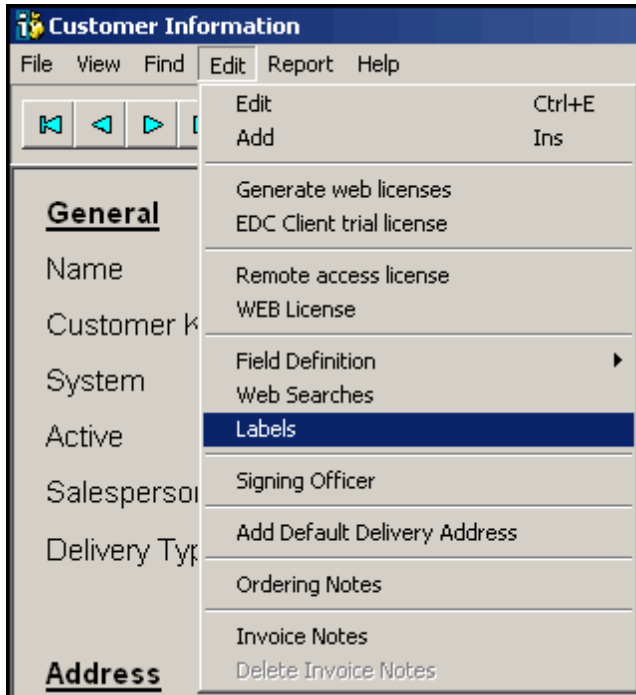 Customer Information
File View Find Edit Report Help
Edit Ctrl+E
Add Ins
Generate web licenses
EDC Client trial license
Remote access license
WEB License
Field Definition
Web Searches
Labels
Signing Officer
Add Default Delivery Address
Ordering Notes
Invoice Notes
Delete Invoice Notes
General
Name
Customer
System
Active
Delivery
Address